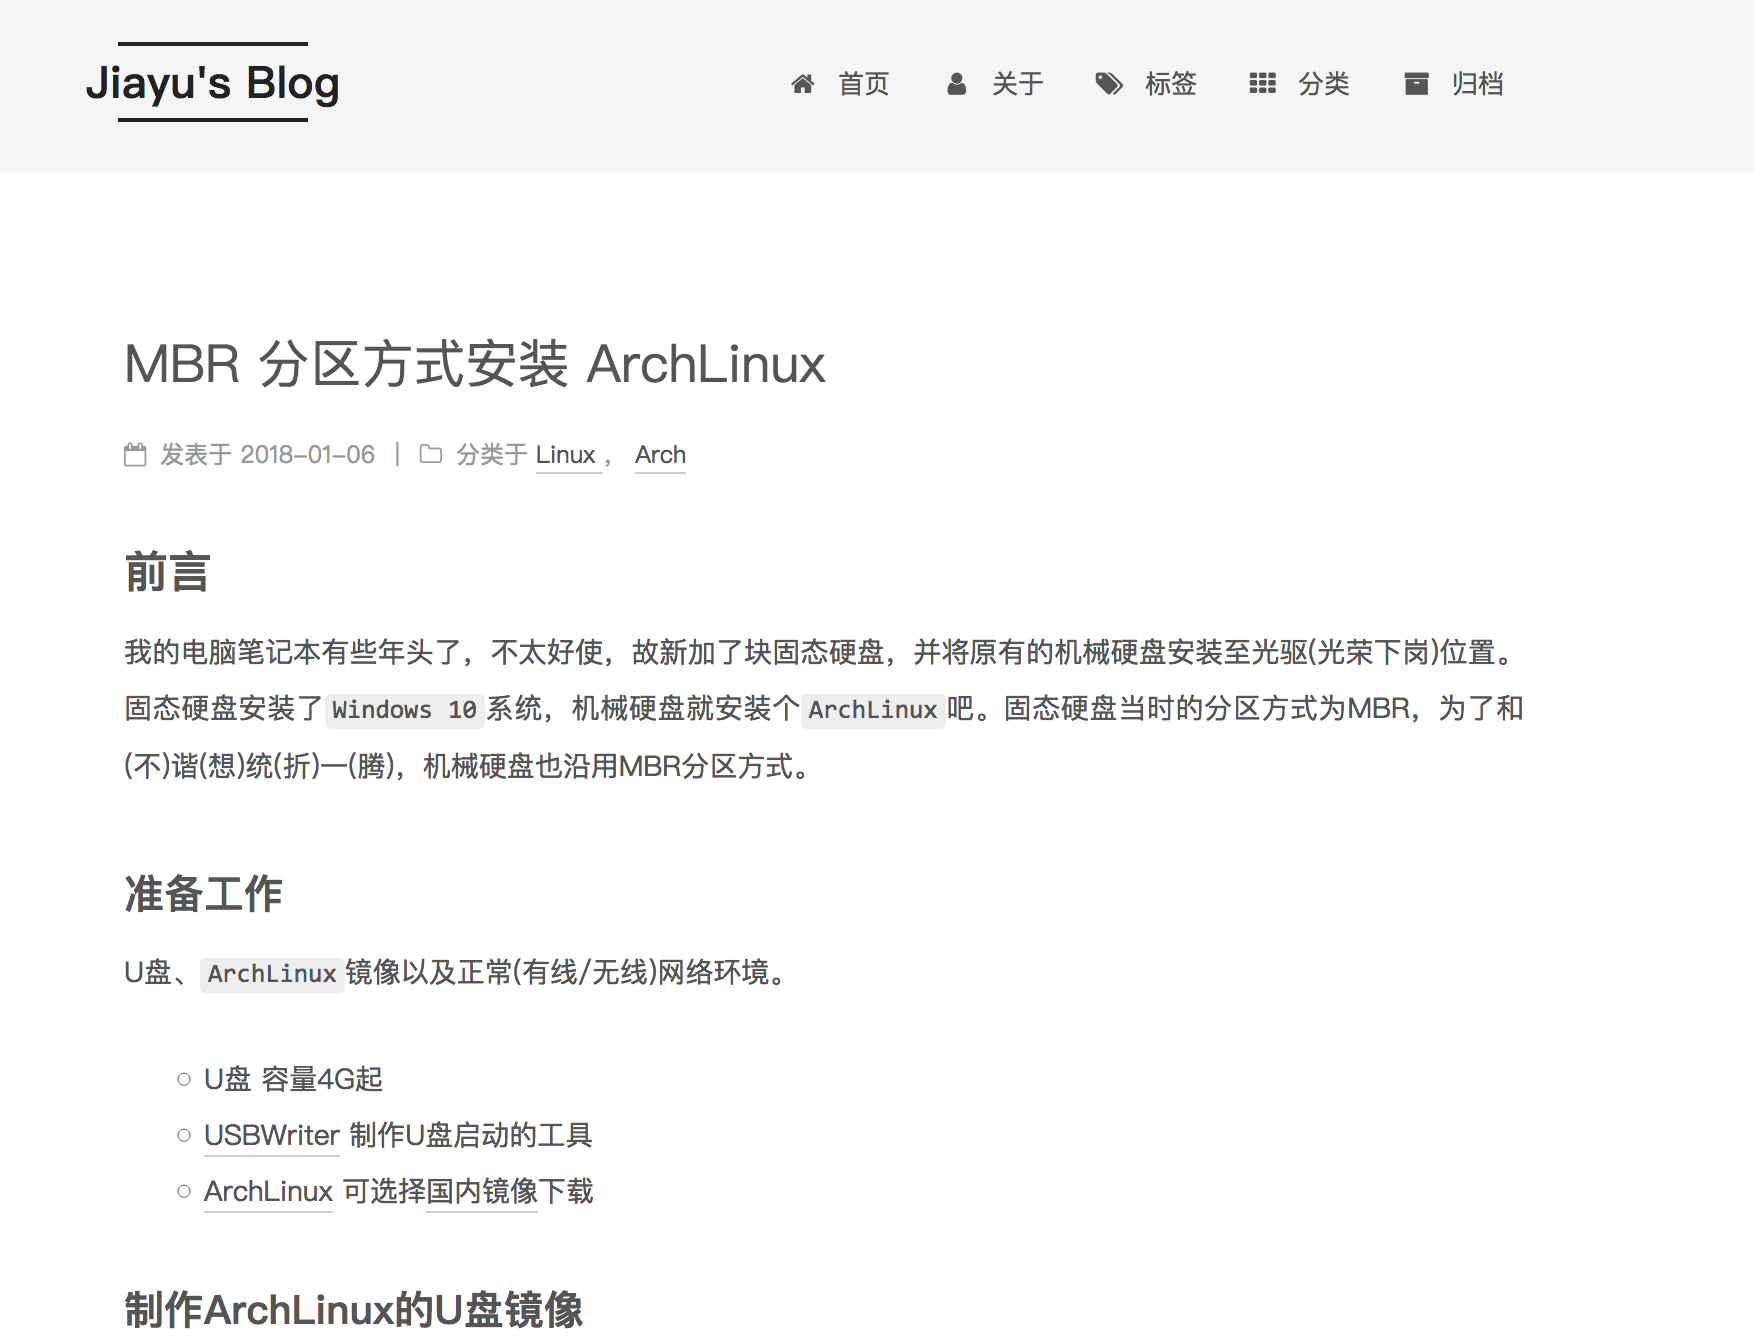 Jiayu's Blog
首页 关于 标签 分类 归档
MBR 分区方式安装 ArchLinux
发表于 2018-01-06 | 分类于 Linux , Arch
前言
我的电脑笔记本有些年头了，不太好使，故新加了块固态硬盘，并将原有的机械硬盘安装至光驱(光荣下岗)位置。
固态硬盘安装了 Windows 10 系统，机械硬盘就安装个 ArchLinux 吧。固态硬盘当时的分区方式为MBR，为了和
(不)谐(想)统(折)一(腾)，机械硬盘也沿用MBR分区方式。
准备工作
U盘、 ArchLinux 镜像以及正常(有线/无线)网络环境。
U盘 容量4G起
USBWriter 制作U盘启动的工具
ArchLinux 可选择国内镜像下载
制作ArchLinux的U盘镜像